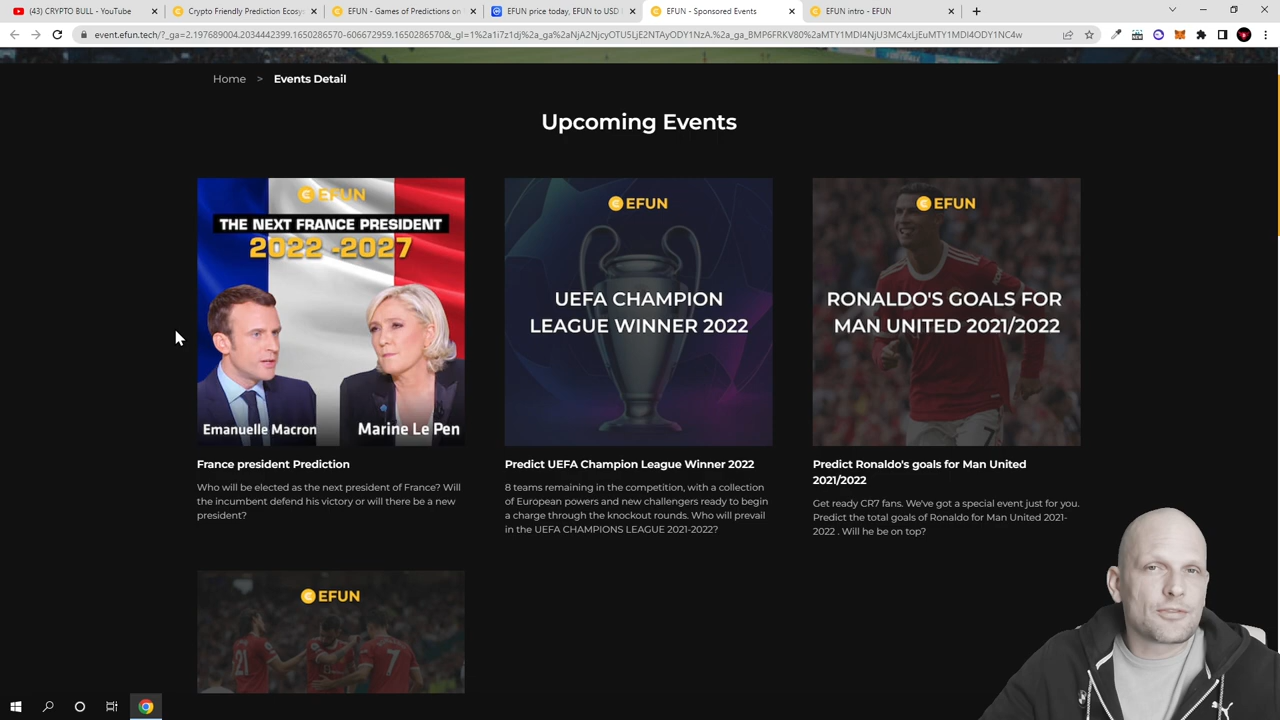 (43) CRYPTO BULL - YouTube
Crypto Friendly Prediction Ecosy
EFUN - Games of Predictions on
EFUN price today, EFUN to USD l
EFUN - Sponsored Events
EFUN intro - EFUN
Home > Events Detail
Upcoming Events
EFUN
THE NEXT FRANCE PRESIDENT
2022 -2027
Emanuelle Macron
Marine Le Pen
EFUN
UEFA CHAMPION
LEAGUE WINNER 2022
EFUN
RONALDO'S GOALS FOR
MAN UNITED 2021/2022
7
France president Prediction
Who will be elected as the next president of France? Will
the incumbent defend his victory or will there be a new
president?
Predict UEFA Champion League Winner 2022
8 teams remaining in the competition, with a collection
of European powers and new challengers ready to begin
a charge through the knockout rounds. Who will prevail
in the UEFA CHAMPIONS LEAGUE 2021-2022?
Predict Ronaldo's goals for Man United
2021/2022
Get ready CR7 fans. We've got a special event just for you.
Predict the total goals of Ronaldo for Man United 2021-
2022 . Will he be on top?
EFUN
21
7